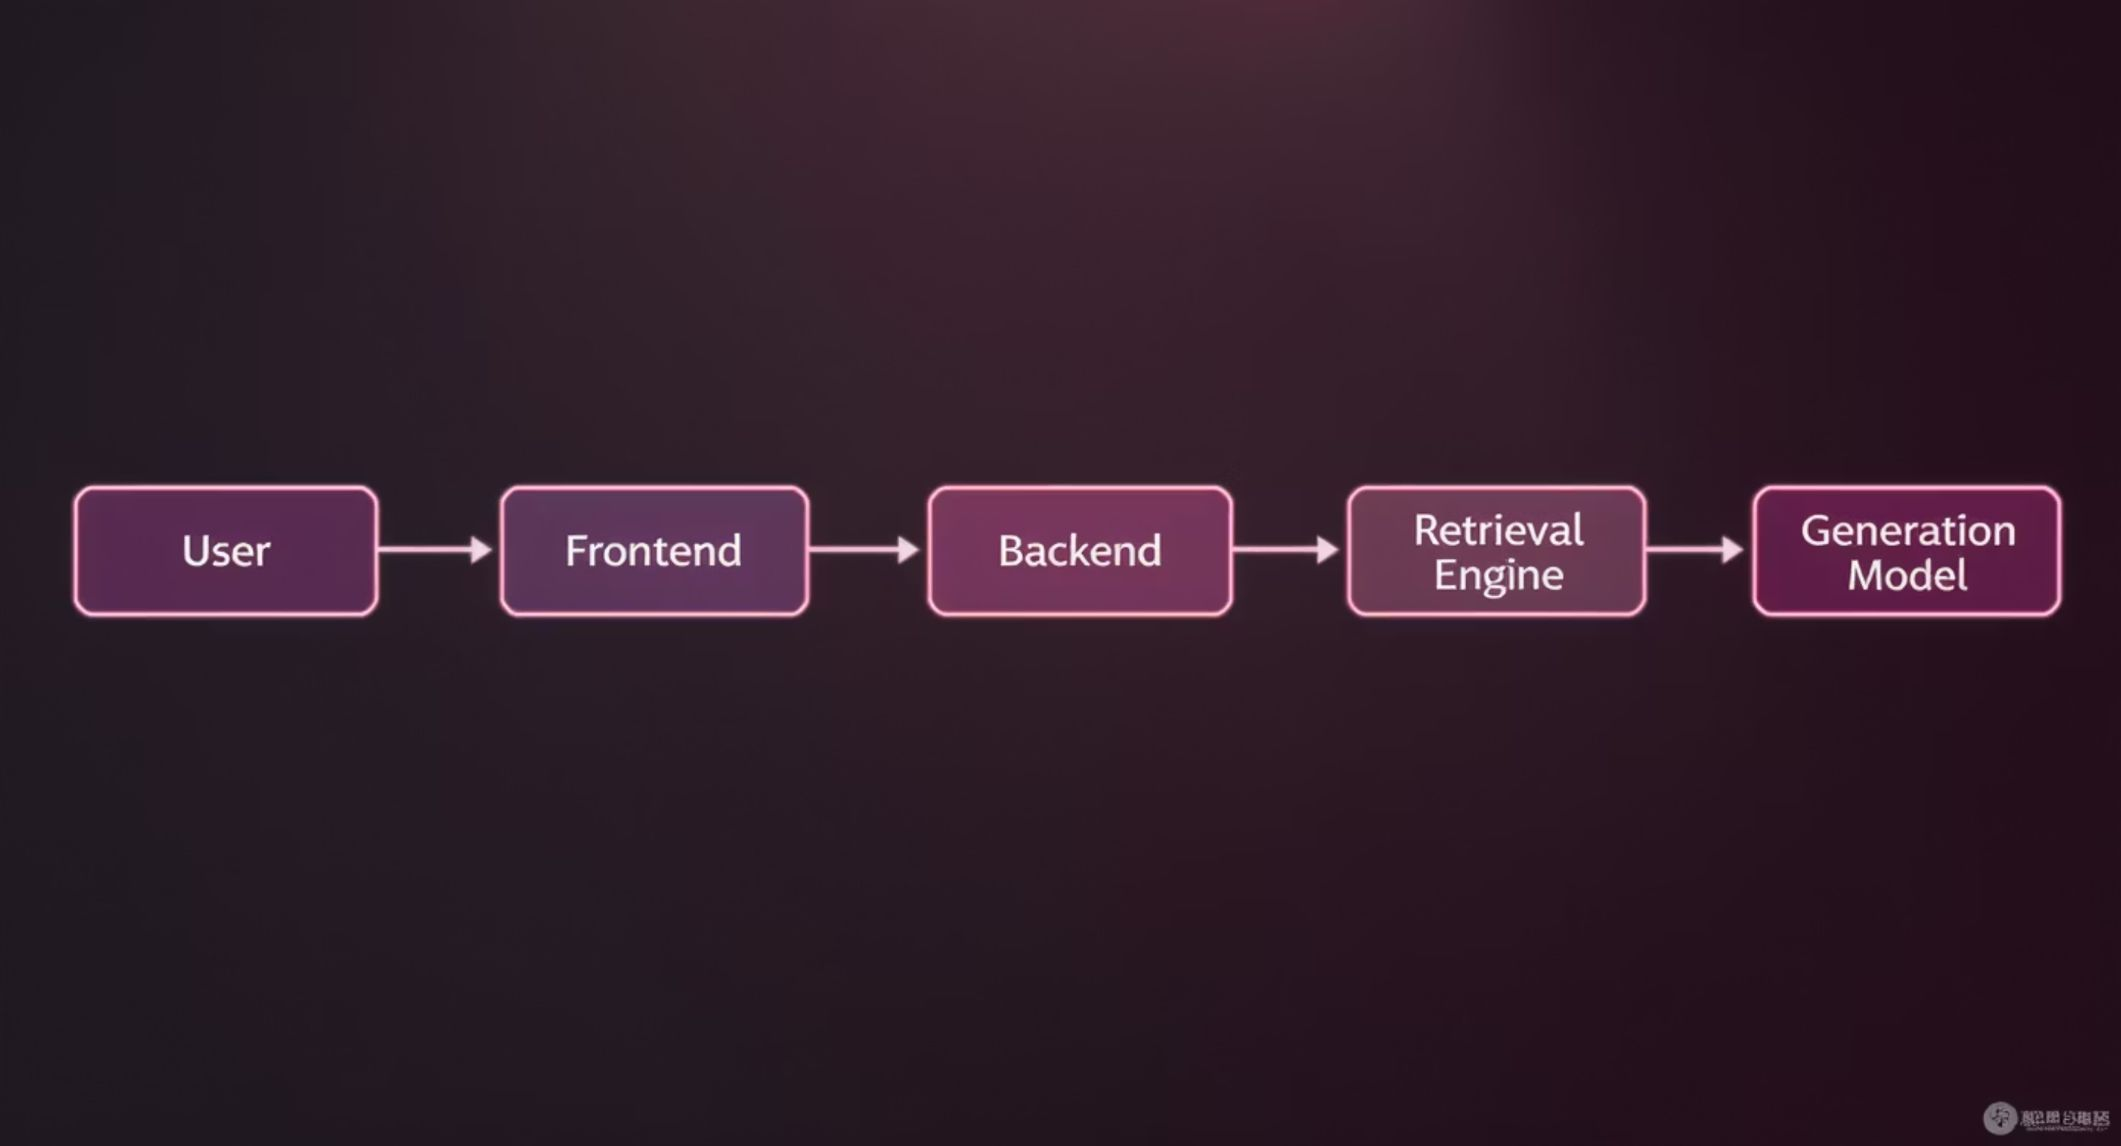 User
Frontend
Backend
Retrieval
Engine
Generation
Model